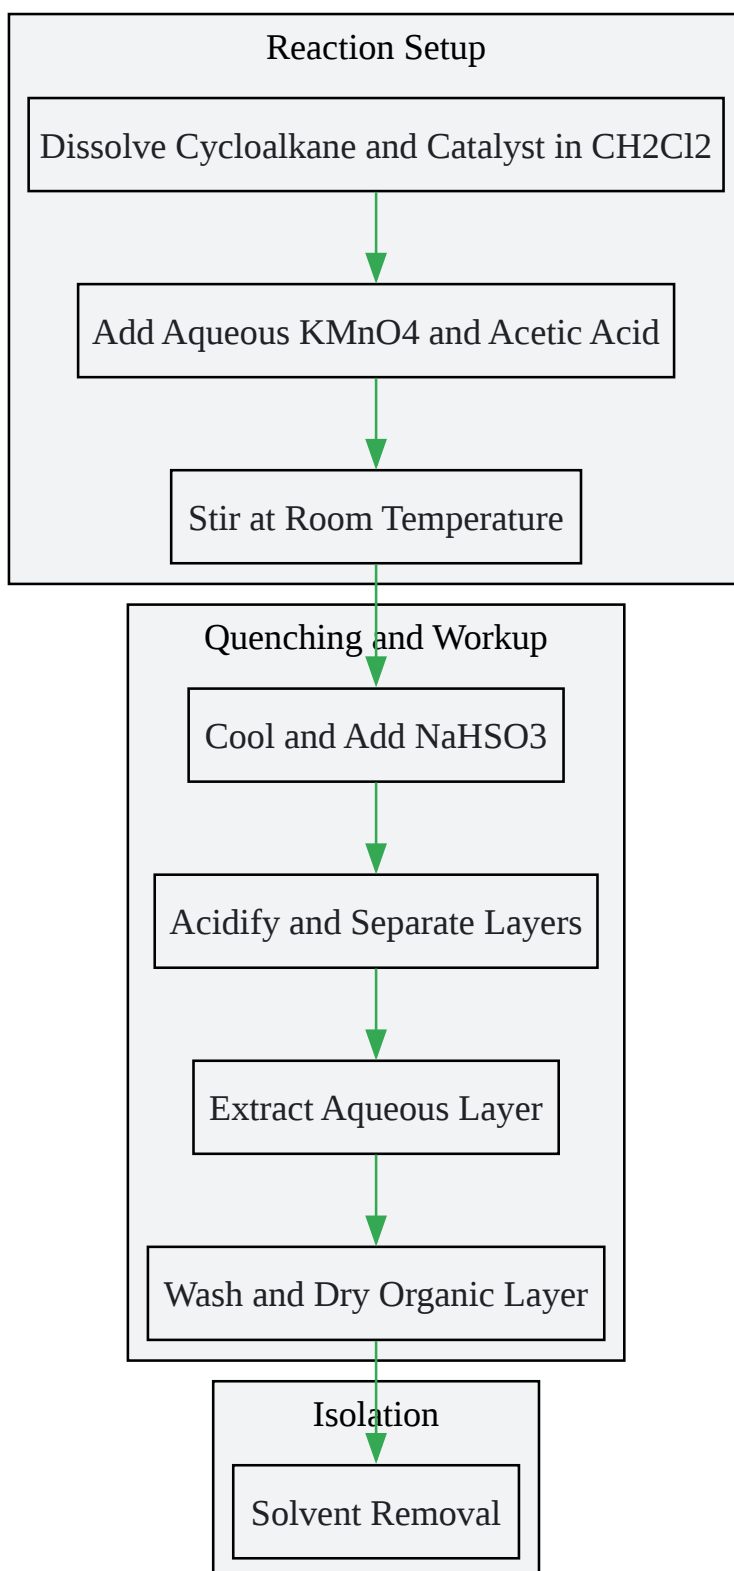 Reaction Setup
Dissolve Cycloalkane and Catalyst in CH2Cl2
Add Aqueous KMnO4 and Acetic Acid
Stir at Room Temperature
Quenching and Workup
Cool and Add NaHSO3
Acidify and Separate Layers
Extract Aqueous Layer
Wash and Dry Organic Layer
Isolation
Solvent Removal